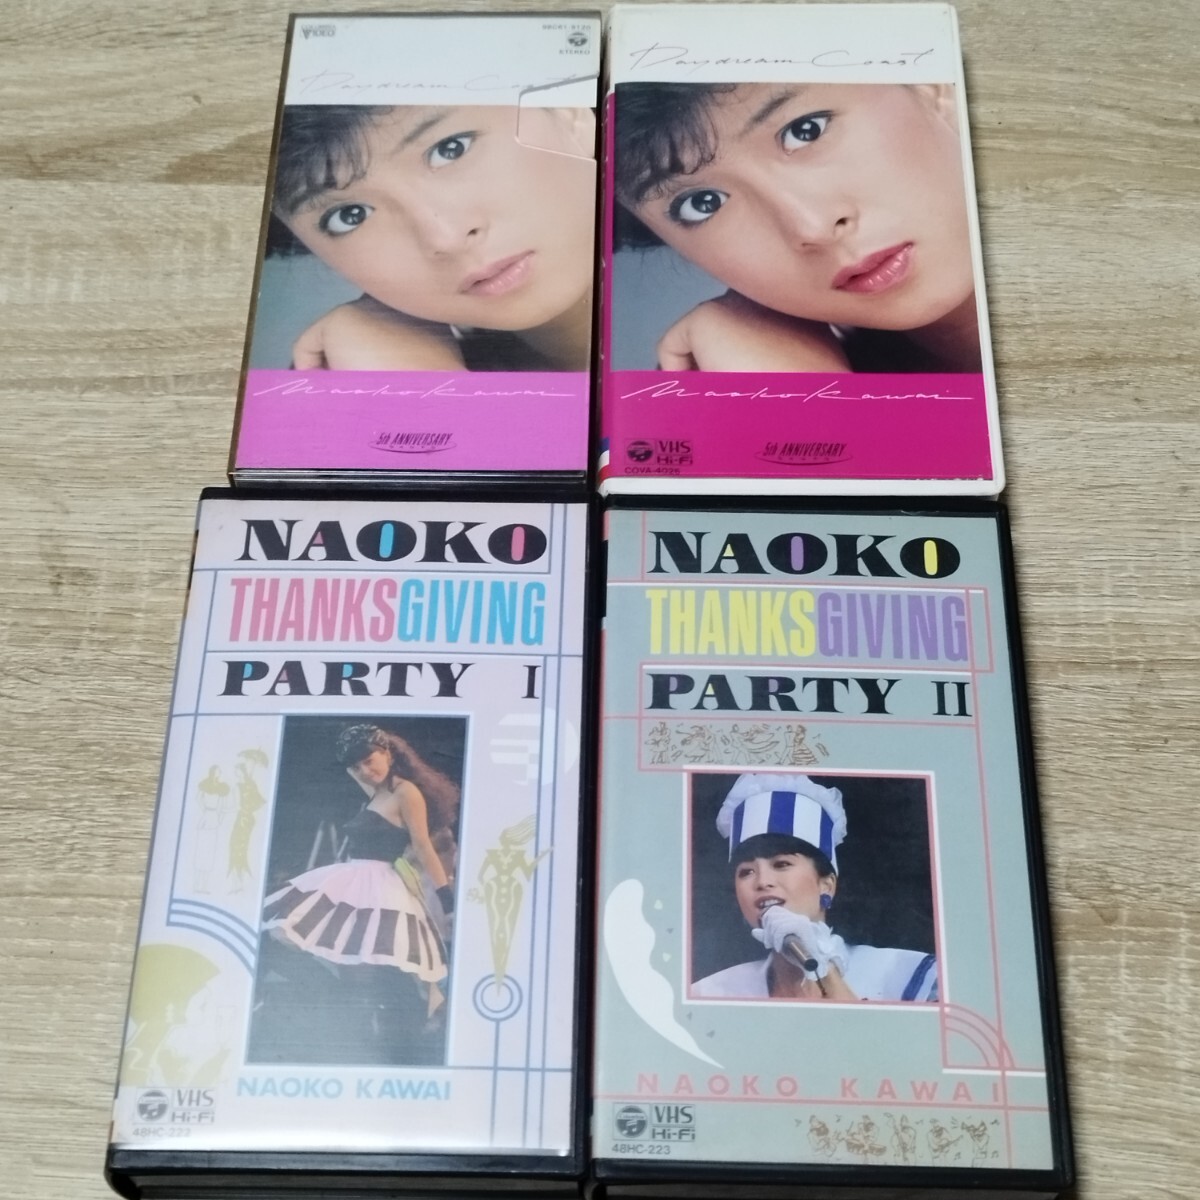 VIDEO
STEREO
Daydream Coast
Naoko Kawai
5th ANNIVERSARY
Daydream Coast
Naoko Kawai
VHS
Hi-Fi
COVA-4026
5th ANNIVERSARY
NAOKO
THANKSGIVING
PARTY I
NAOKO KAWAI
VHS
Hi-Fi
48HC-222
NAOKO
THANKSGIVING
PARTY II
NAOKO KAWAI
VHS
Hi-Fi
48HC-223